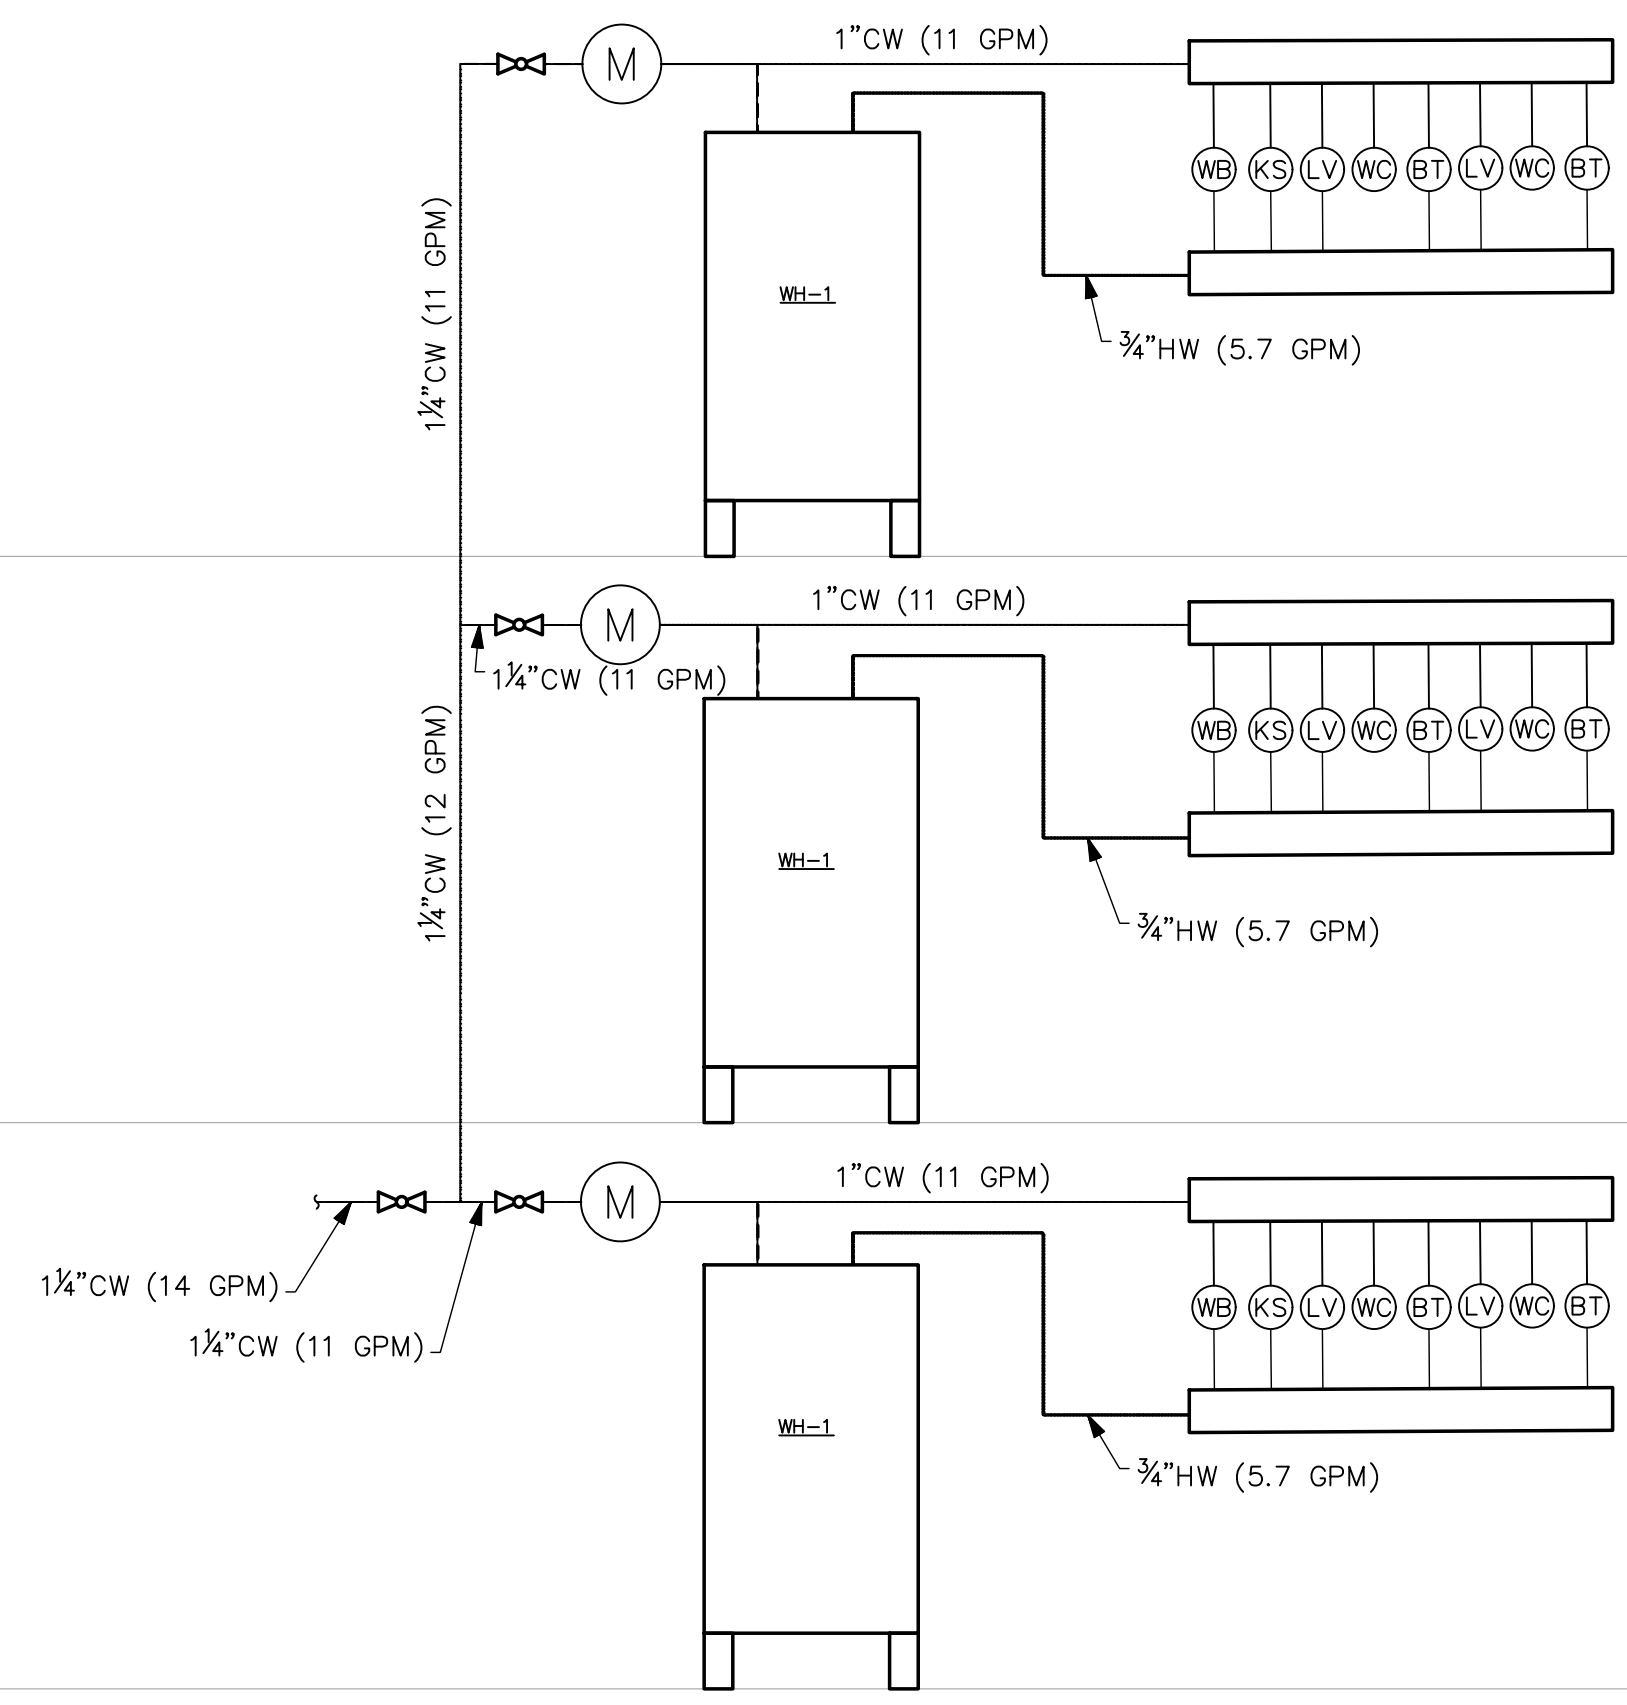 1”CW (11 GPM)
M
WB KS LV WC BT LV WC BT
1¼”CW (11 GPM)
WH-1
¾”HW (5.7 GPM)
1”CW (11 GPM)
M
1¼”CW (11 GPM)
WB KS LV WC BT LV WC BT
1¼”CW (12 GPM)
WH-1
¾”HW (5.7 GPM)
1”CW (11 GPM)
M
1¼”CW (14 GPM)
1¼”CW (11 GPM)
WB KS LV WC BT LV WC BT
WH-1
¾”HW (5.7 GPM)